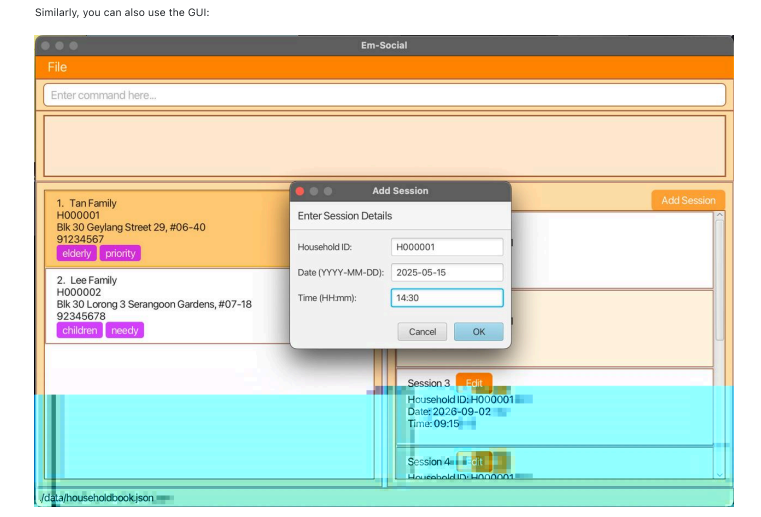 Similarly, you can also use the GUI:
Em-Social
File
Enter command here...
Add Session
1. Tan Family
H000001
Blk 30 Geylang Street 29, #06-40
91234567
elderly priority
2. Lee Family
H000002
Blk 30 Lorong 3 Serangoon Gardens, #07-18
92345678
children needy
Add Session
Enter Session Details
Household ID: H000001
Date (YYYY-MM-DD): 2025-05-15
Time (HH:mm): 14:30
Cancel OK
Session 3 Edit
Household ID: H000001
Date: 2026-09-02
Time: 09:15
Session 4 Edit
Household ID: H000001
/data/householdbook.json